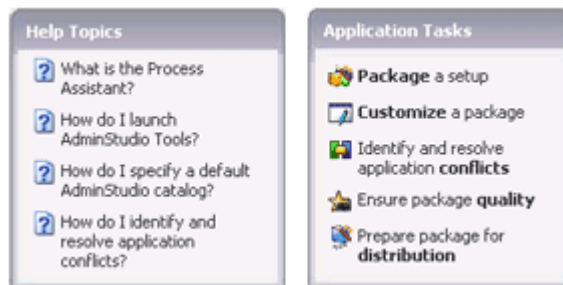 Help Topics
What is the Process
Assistant?
How do I launch
AdminStudio Tools?
How do I specify a default
AdminStudio catalog?
How do I identify and
resolve application
conflicts?
Application Tasks
Package a setup
Customize a package
Identify and resolve
application conflicts
Ensure package quality
Prepare package for
distribution